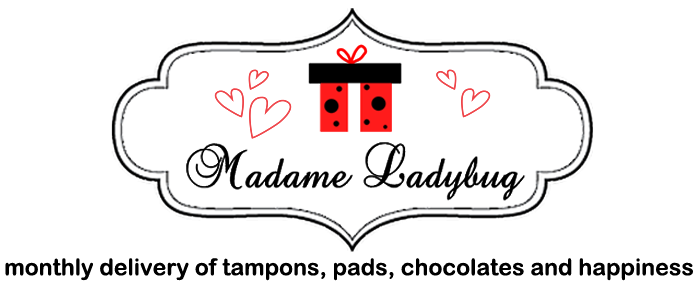 Madame Ladybug
monthly delivery of tampons, pads, chocolates and happiness